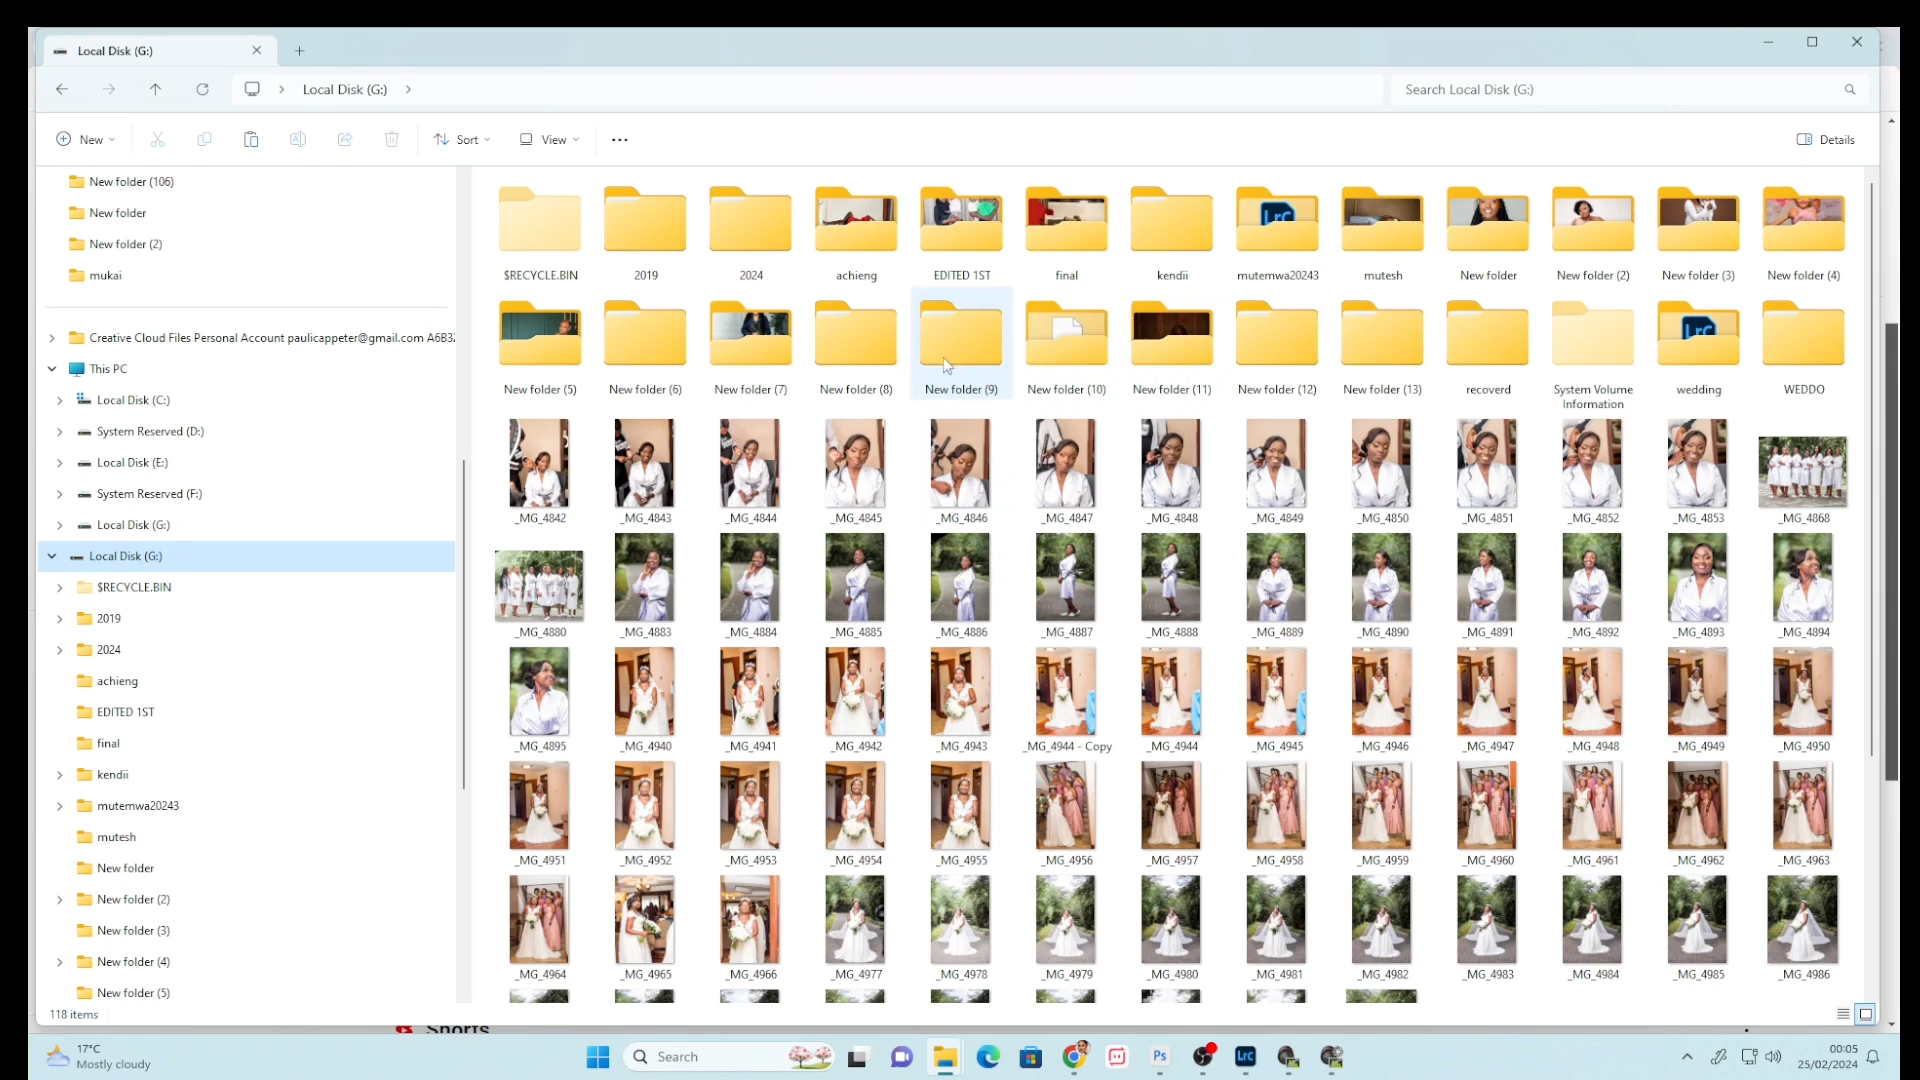 Local Disk (G:)
Local Disk (G:)
Search Local Disk (G:)
New
Sort
View
Details
New folder (106)
New folder
New folder (2)
mukai
Creative Cloud Files Personal Account paulicappeter@gmail.com A6B32
This PC
Local Disk (C:)
System Reserved (D:)
Local Disk (E:)
System Reserved (F:)
Local Disk (G:)
Local Disk (G:)
$RECYCLE.BIN
2019
2024
achieng
EDITED 1ST
final
kendii
mutemwa20243
mutesh
New folder
New folder (2)
New folder (3)
New folder (4)
New folder (5)
118 items
LrC
$RECYCLE.BIN 2019 2024 achieng EDITED 1ST final kendii mutemwa20243 mutesh New folder New folder (2) New folder (3) New folder (4)
LrC
New folder (5) New folder (6) New folder (7) New folder (8) New folder (9) New folder (10) New folder (11) New folder (12) New folder (13) recoverd System Volume wedding WEDDO
Information
_MG_4842 _MG_4843 _MG_4844 _MG_4845 _MG_4846 _MG_4847 _MG_4848 _MG_4849 _MG_4850 _MG_4851 _MG_4852 _MG_4853 _MG_4868
_MG_4880 _MG_4883 _MG_4884 _MG_4885 _MG_4886 _MG_4887 _MG_4888 _MG_4889 _MG_4890 _MG_4891 _MG_4892 _MG_4893 _MG_4894
_MG_4895 _MG_4940 _MG_4941 _MG_4942 _MG_4943 _MG_4944 - Copy _MG_4944 _MG_4945 _MG_4946 _MG_4947 _MG_4948 _MG_4949 _MG_4950
_MG_4951 _MG_4952 _MG_4953 _MG_4954 _MG_4955 _MG_4956 _MG_4957 _MG_4958 _MG_4959 _MG_4960 _MG_4961 _MG_4962 _MG_4963
_MG_4964 _MG_4965 _MG_4966 _MG_4977 _MG_4978 _MG_4979 _MG_4980 _MG_4981 _MG_4982 _MG_4983 _MG_4984 _MG_4985 _MG_4986
Shorts
17°C
Mostly cloudy
Search
Ps
LrC
00:05
25/02/2024